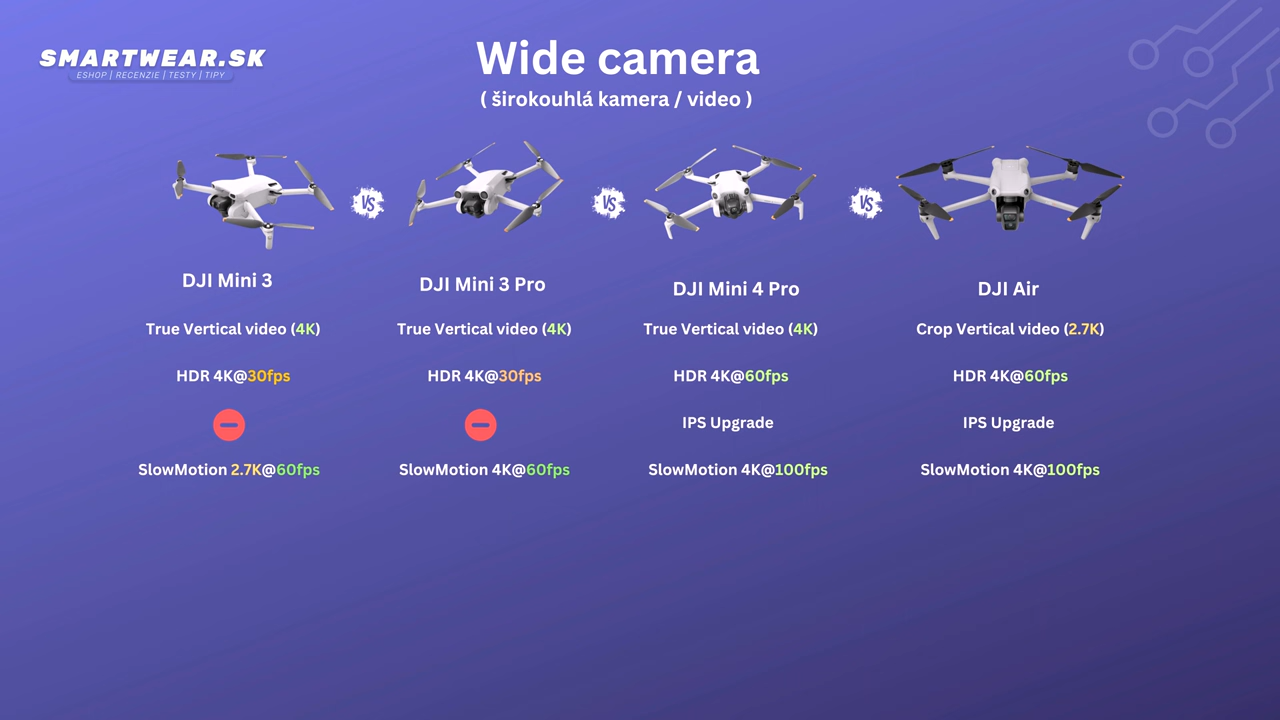 SMARTWEAR.SK
ESHOP | RECENZIE | TESTY | TIPY
Wide camera
( širokouhlá kamera / video )
VS
VS
VS
DJI Mini 3
DJI Mini 3 Pro
DJI Mini 4 Pro
DJI Air
True Vertical video (4K)
True Vertical video (4K)
True Vertical video (4K)
Crop Vertical video (2.7K)
HDR 4K@30fps
HDR 4K@30fps
HDR 4K@60fps
HDR 4K@60fps
IPS Upgrade
IPS Upgrade
SlowMotion 2.7K@60fps
SlowMotion 4K@60fps
SlowMotion 4K@100fps
SlowMotion 4K@100fps